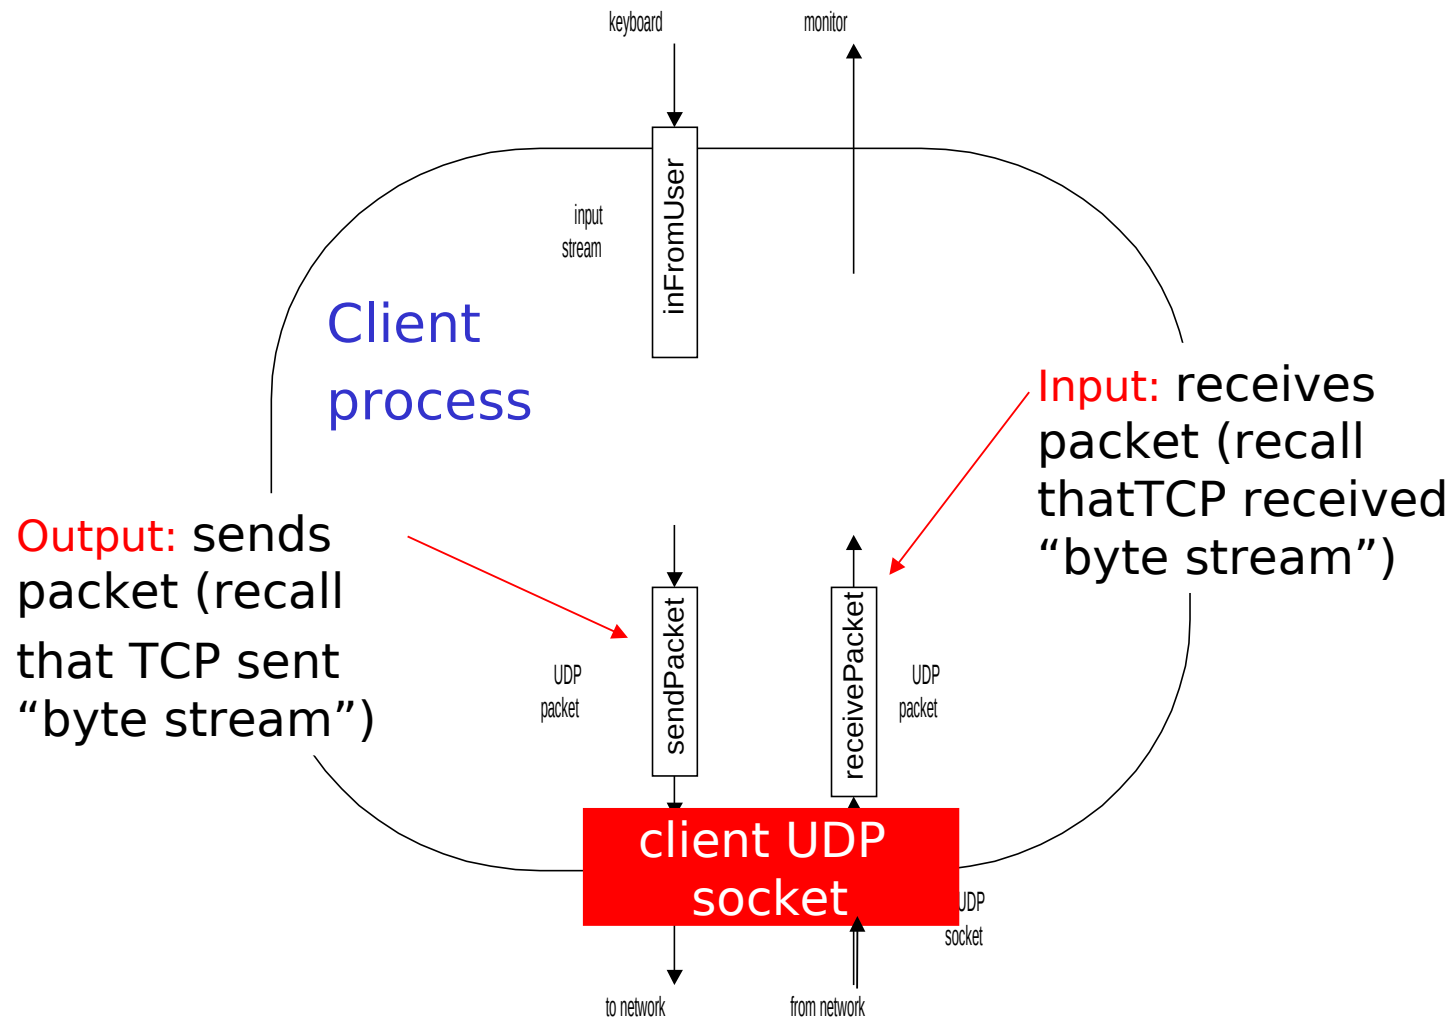 keyboard
monitor
inFromUser
input
stream
Client
process
Input: receives
packet (recall
thatTCP received
“byte stream”)
Output: sends
packet (recall
that TCP sent
“byte stream”)
sendPacket
UDP
packet
receivePacket
UDP
packet
client UDP
socket
UDP
socket
to network
from network